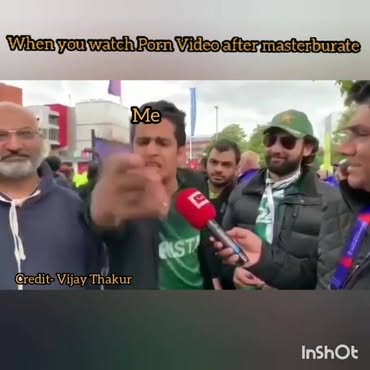 When you watch Porn Video after masterburate
Me
Credit- Vijay Thakur
InShOt